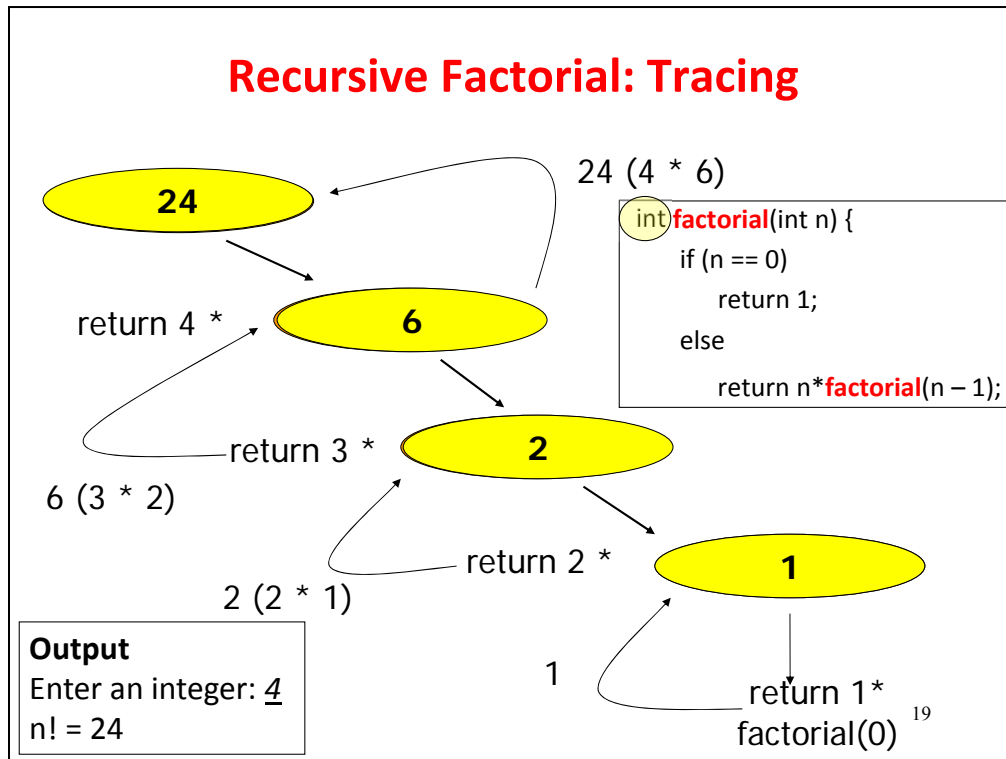 Recursive Factorial: Tracing
24 (4 * 6)
24
int factorial(int n) {
if (n == 0)
return 1;
else
return n*factorial(n – 1);
return 4 *
6
return 3 *
2
6 (3 * 2)
return 2 *
1
2 (2 * 1)
Output
Enter an integer: 4
n! = 24
1
return 1*
factorial(0)
19